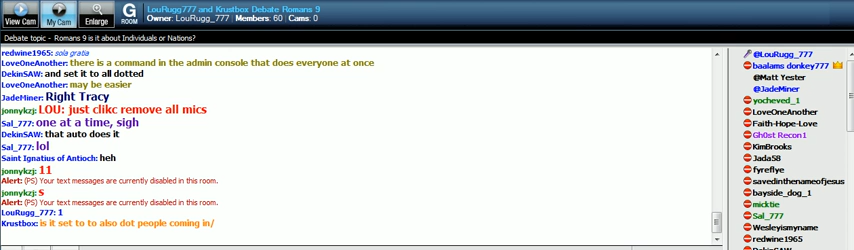 View Cam
My Cam
Enlarge
G
ROOM
LouRugg777 and Krustbox Debate Romans 9
Owner: LouRugg_777 | Members: 60 | Cams: 0
Debate topic - Romans 9 is it about Individuals or Nations?
redwine1965: sola gratia
LoveOneAnother: there is a command in the admin console that does everyone at once
DekinSAW: and set it to all dotted
LoveOneAnother: may be easier
JadeMiner: Right Tracy
jonnykzj: LOU: just clikc remove all mics
Sal_777: one at a time, sigh
DekinSAW: that auto does it
Sal_777: lol
Saint Ignatius of Antioch: heh
jonnykzj: 11
Alert: (PS) Your text messages are currently disabled in this room.
jonnykzj: s
Alert: (PS) Your text messages are currently disabled in this room.
LouRugg_777: 1
Krustbox: is it set to to also dot people coming in/
@LouRugg_777
baalams donkey777
@Matt Yester
@JadeMiner
yocheved_1
LoveOneAnother
Faith-Hope-Love
Gh0st Recon1
KimBrooks
Jada58
fyreflye
savedinthenameofjesus
bayside_dog_1
micktie
Sal_777
Wesleyismyname
redwine1965
DekinSAW